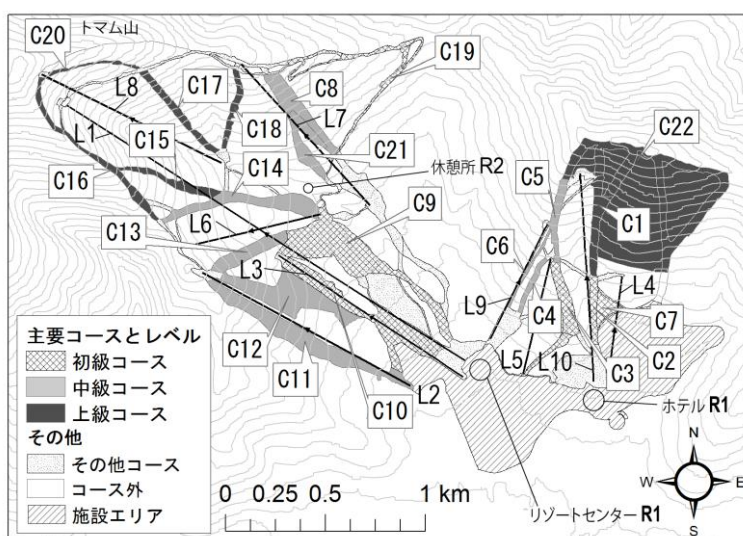 トマム山
C20
C19
L8
C17
C8
L1
C15
C18
L7
C22
C16
C14
C21
休憩所 R2
C5
L6
C9
C1
C13
C6
L3
L4
L9
C4
C7
C12
C11
L5
L10
C3
C2
C10
L2
ホテル R1
リゾートセンター R1
主要コースとレベル
初級コース
中級コース
上級コース
その他
その他コース
コース外
施設エリア
0 0.25 0.5 1 km
N
W E
S